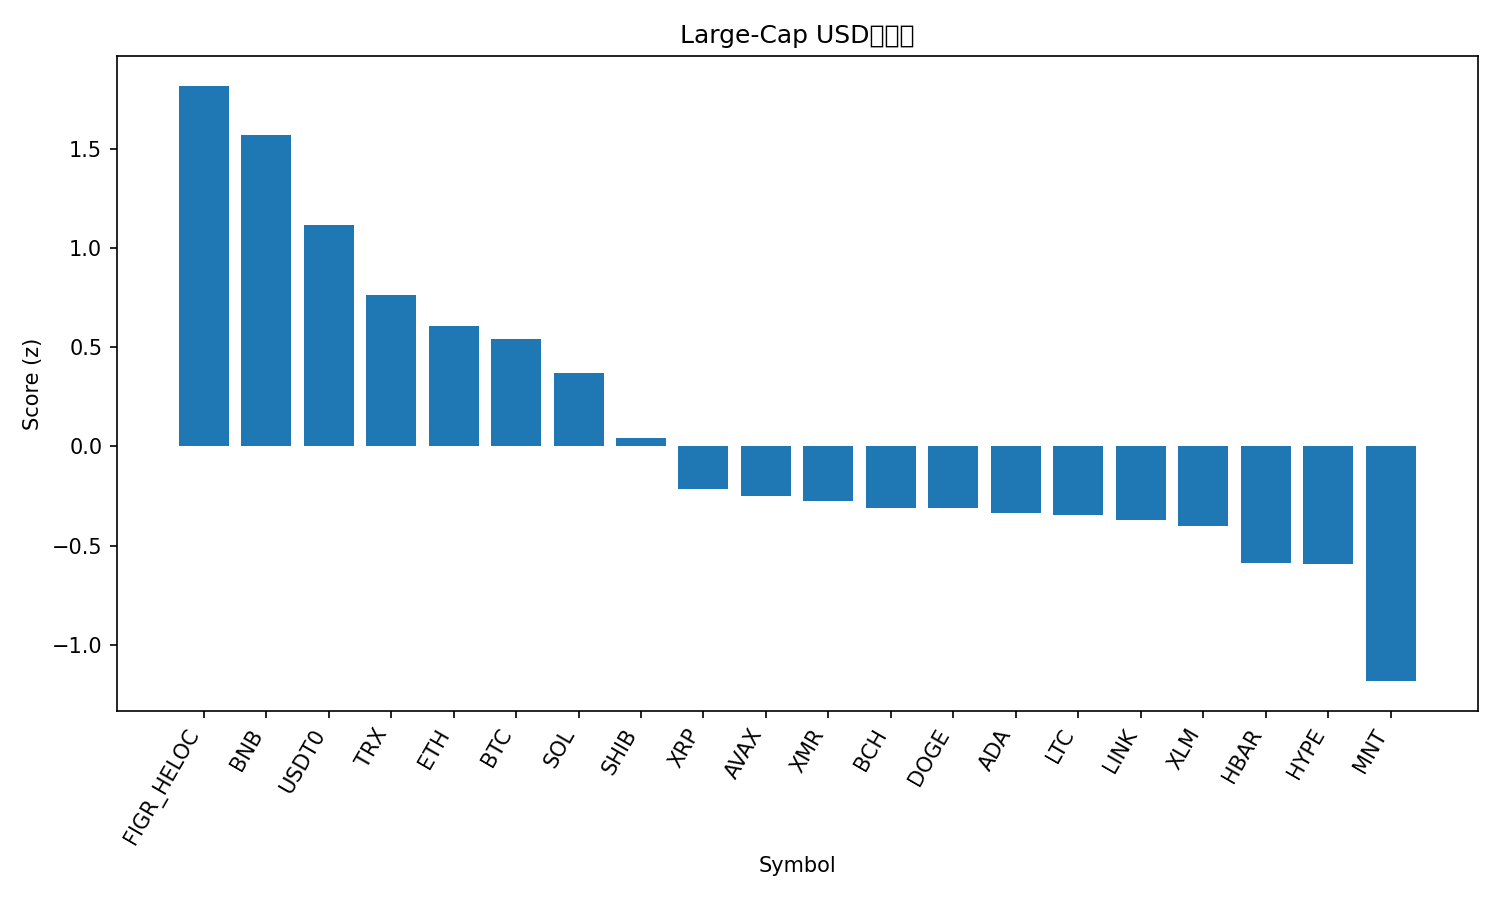 Large-Cap USD
Score (z)
1.5
1.0
0.5
0.0
−0.5
−1.0
FIGR_HELOC
BNB
USDT0
TRX
ETH
BTC
SOL
SHIB
XRP
AVAX
XMR
BCH
DOGE
ADA
LTC
LINK
XLM
HBAR
HYPE
MNT
Symbol